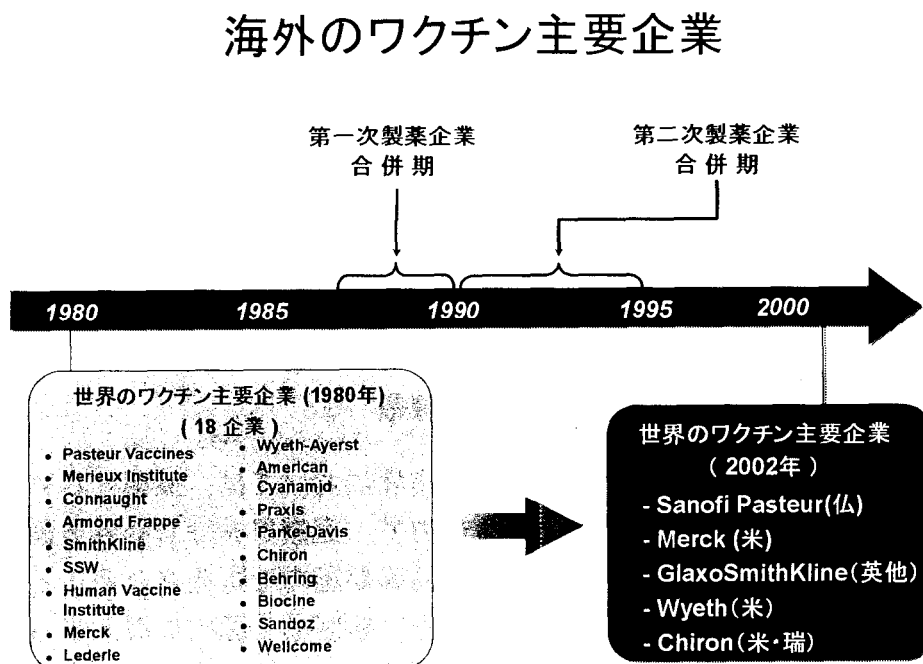 海外のワクチン主要企業
第一次製薬企業
合併期
第二次製薬企業
合併期
1980
1985
1990
1995
2000
世界のワクチン主要企業 (1980年)
( 18 企業 )
• Pasteur Vaccines
• Merieux Institute
• Connaught
• Armond Frappe
• SmithKline
• SSW
• Human Vaccine
Institute
• Merck
• Lederle
• Wyeth-Ayerst
• American
Cyanamid
• Praxis
• Parke-Davis
• Chiron
• Behring
• Biocine
• Sandoz
• Wellcome
世界のワクチン主要企業
( 2002年 )
- Sanofi Pasteur(仏)
- Merck (米)
- GlaxoSmithKline(英他)
- Wyeth(米)
- Chiron(米・瑞)